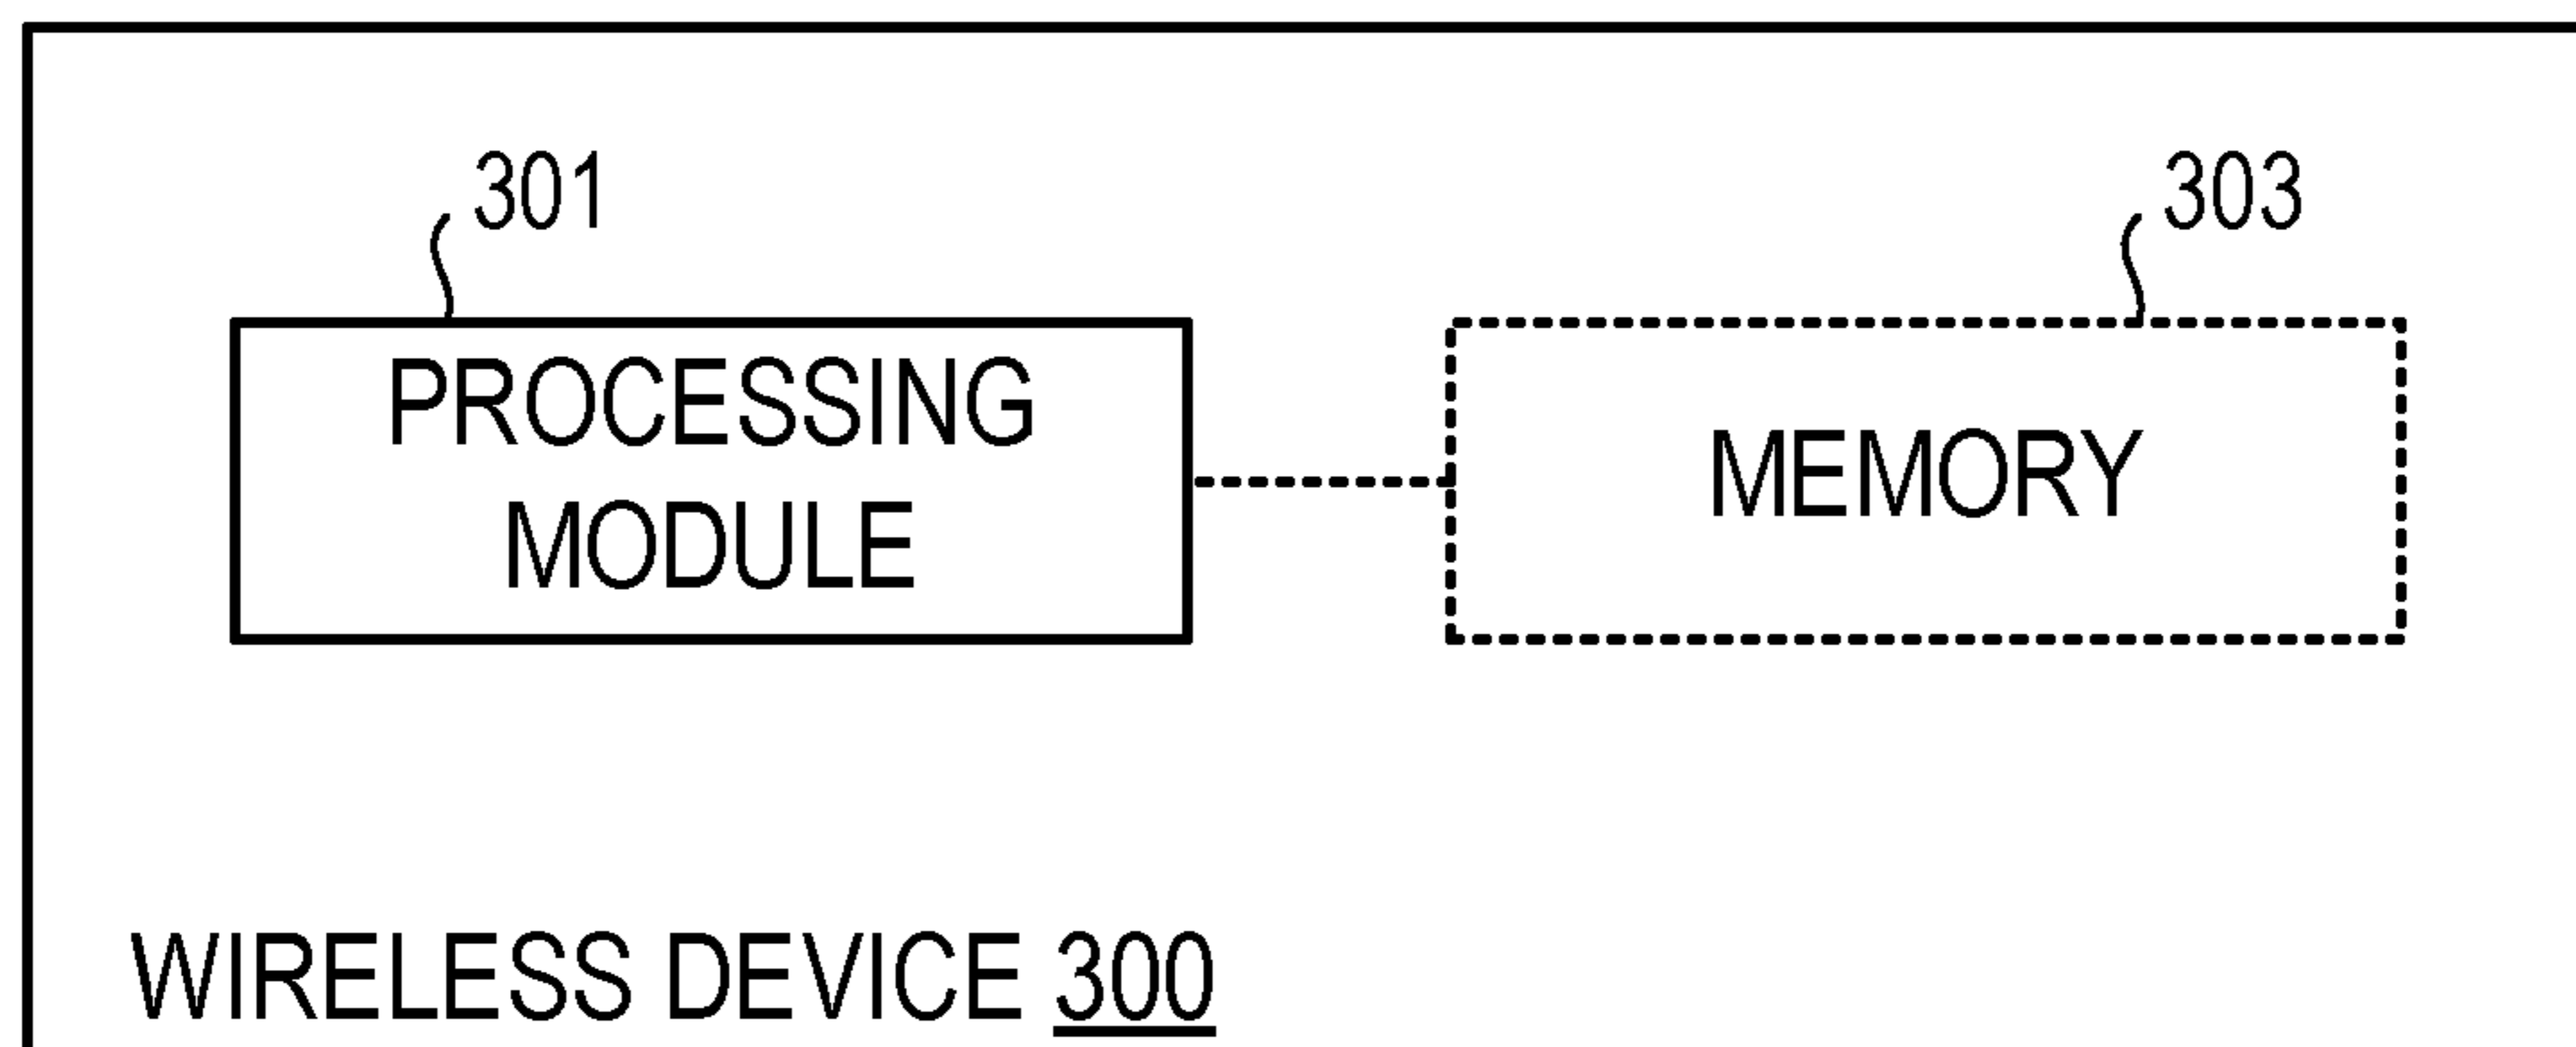 301
303
PROCESSING
MODULE
MEMORY
WIRELESS DEVICE 300